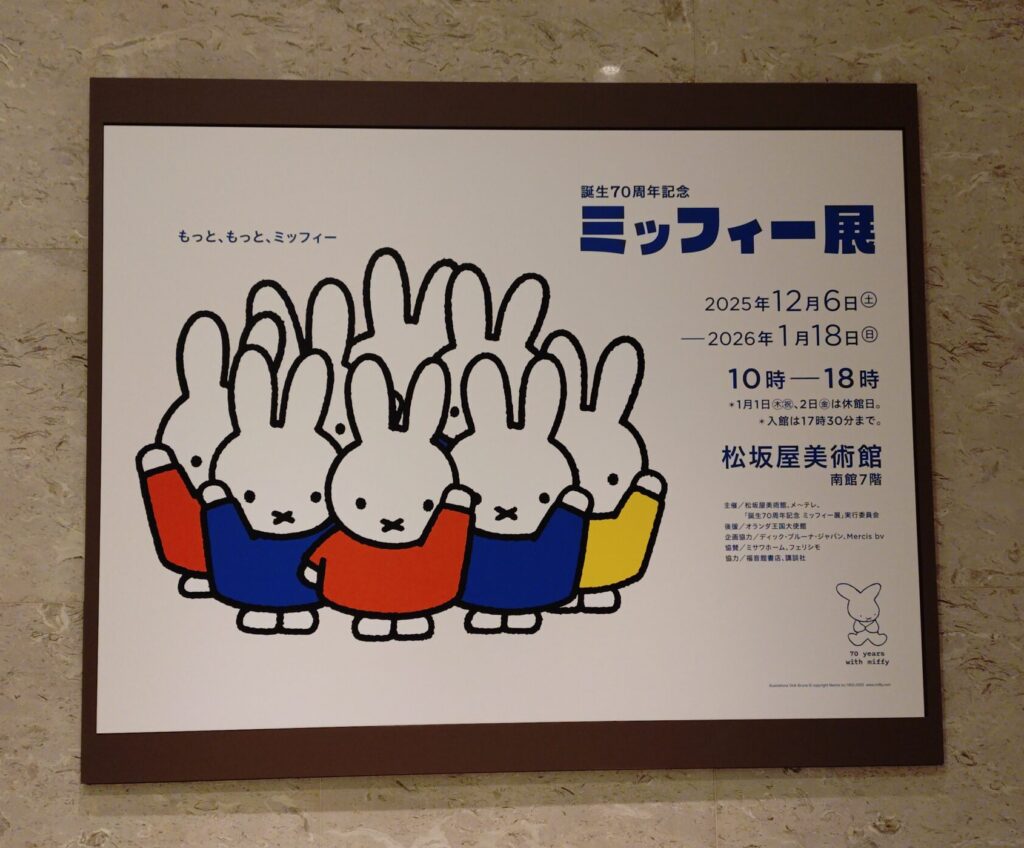 誕生70周年記念
ミッフィー展
もっと、もっと、ミッフィー
2025年12月6日㊏
—2026年1月18日㊐
10時—18時
*1月1日㊍㊗、2日㊎は休館日。
*入館は17時30分まで。
松坂屋美術館
南館7階
主催/松坂屋美術館、メ〜テレ、
「誕生70周年記念 ミッフィー展」実行委員会
後援/オランダ王国大使館
企画協力/ディック・ブルーナ・ジャパン、Mercis bv
協賛/ミサワホーム、フェリシモ
協力/福音館書店、講談社
70 years
with miffy